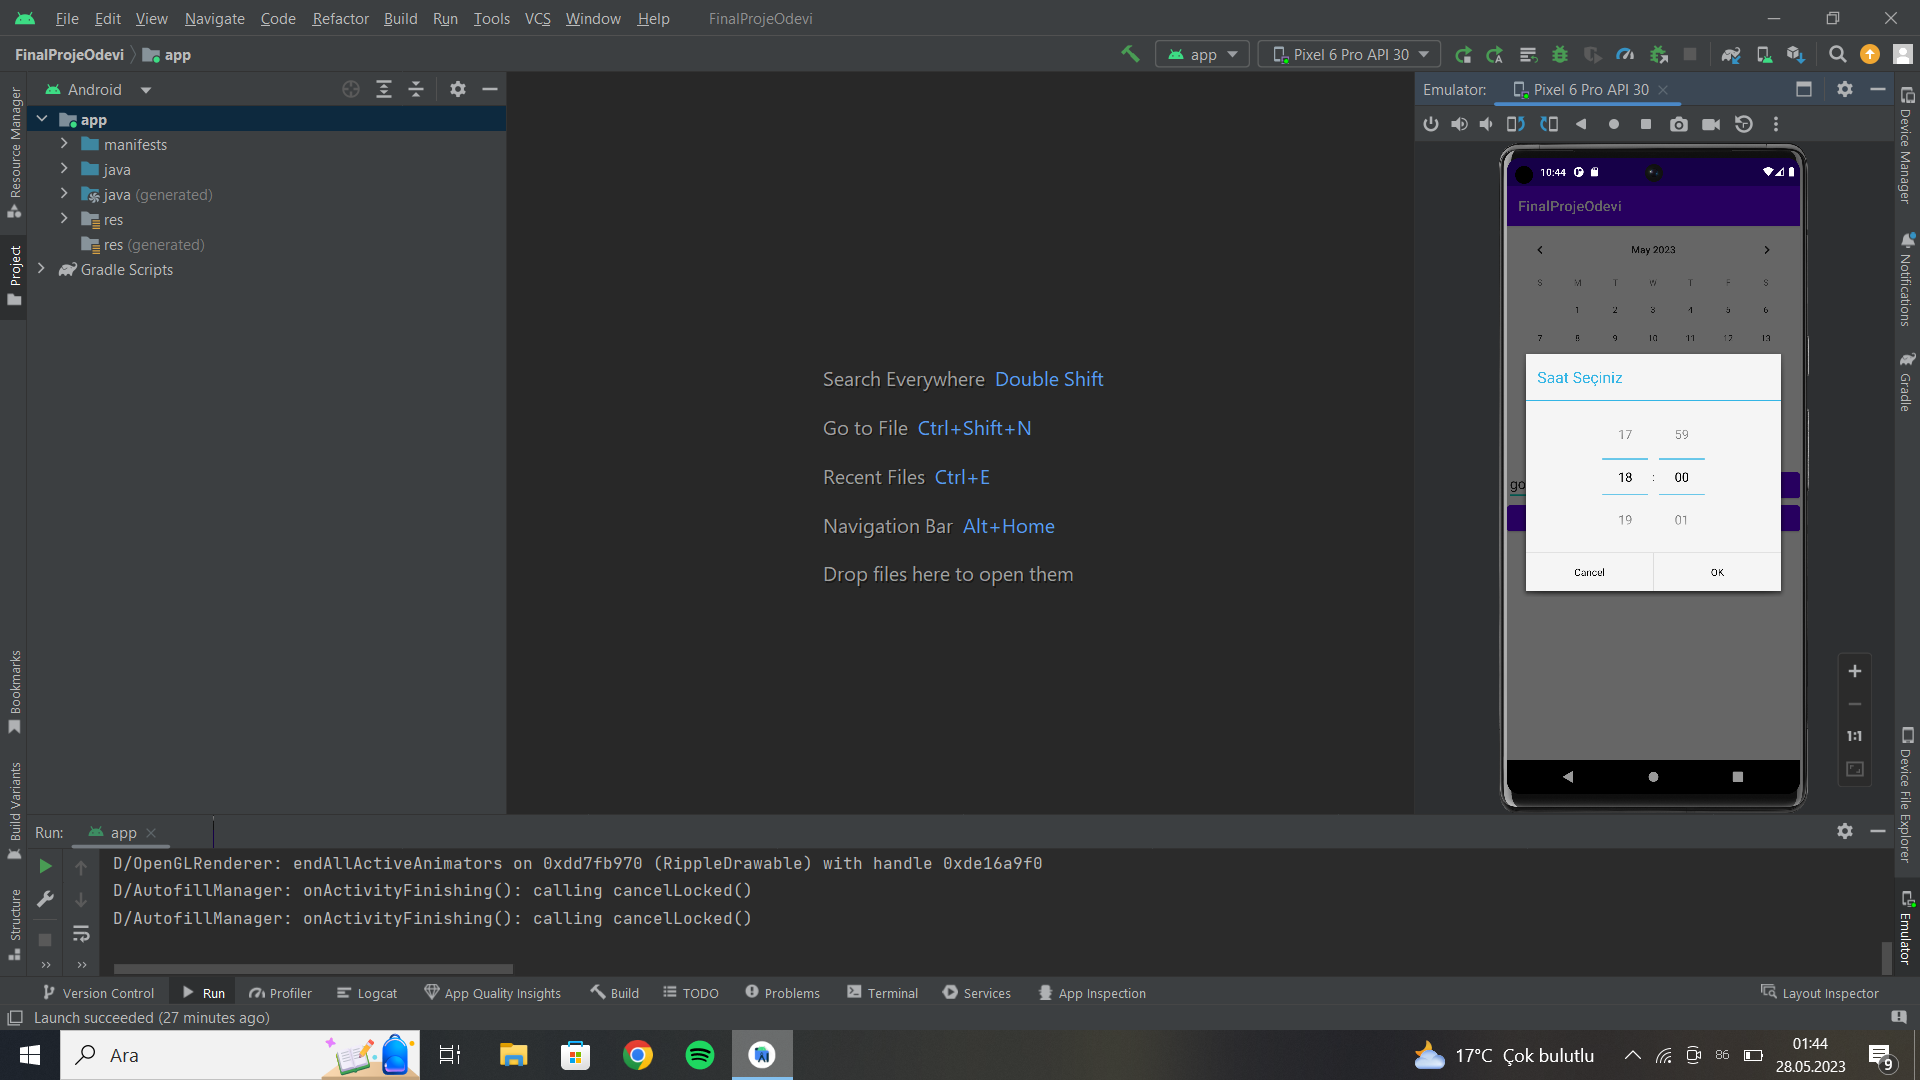 File Edit View Navigate Code Refactor Build Run Tools VCS Window Help FinalProjeOdevi
FinalProjeOdevi app
app Pixel 6 Pro API 30
Android
app
manifests
java
java (generated)
res
res (generated)
Gradle Scripts
Resource Manager
Project
Bookmarks
Build Variants
Structure
Search Everywhere Double Shift
Go to File Ctrl+Shift+N
Recent Files Ctrl+E
Navigation Bar Alt+Home
Drop files here to open them
Emulator: Pixel 6 Pro API 30
10:44
FinalProjeOdevi
May 2023
S M T W T F S
1 2 3 4 5 6
7 8 9 10 11 12 13
Saat Seçiniz
17 59
18 : 00
19 01
go
Cancel OK
1:1
Device Manager
Notifications
Gradle
Device File Explorer
Emulator
Run: app
D/OpenGLRenderer: endAllActiveAnimators on 0xdd7fb970 (RippleDrawable) with handle 0xde16a9f0
D/AutofillManager: onActivityFinishing(): calling cancelLocked()
D/AutofillManager: onActivityFinishing(): calling cancelLocked()
Version Control Run Profiler Logcat App Quality Insights Build TODO Problems Terminal Services App Inspection Layout Inspector
Launch succeeded (27 minutes ago)
Ara
17°C Çok bulutlu
86
01:44
28.05.2023
9